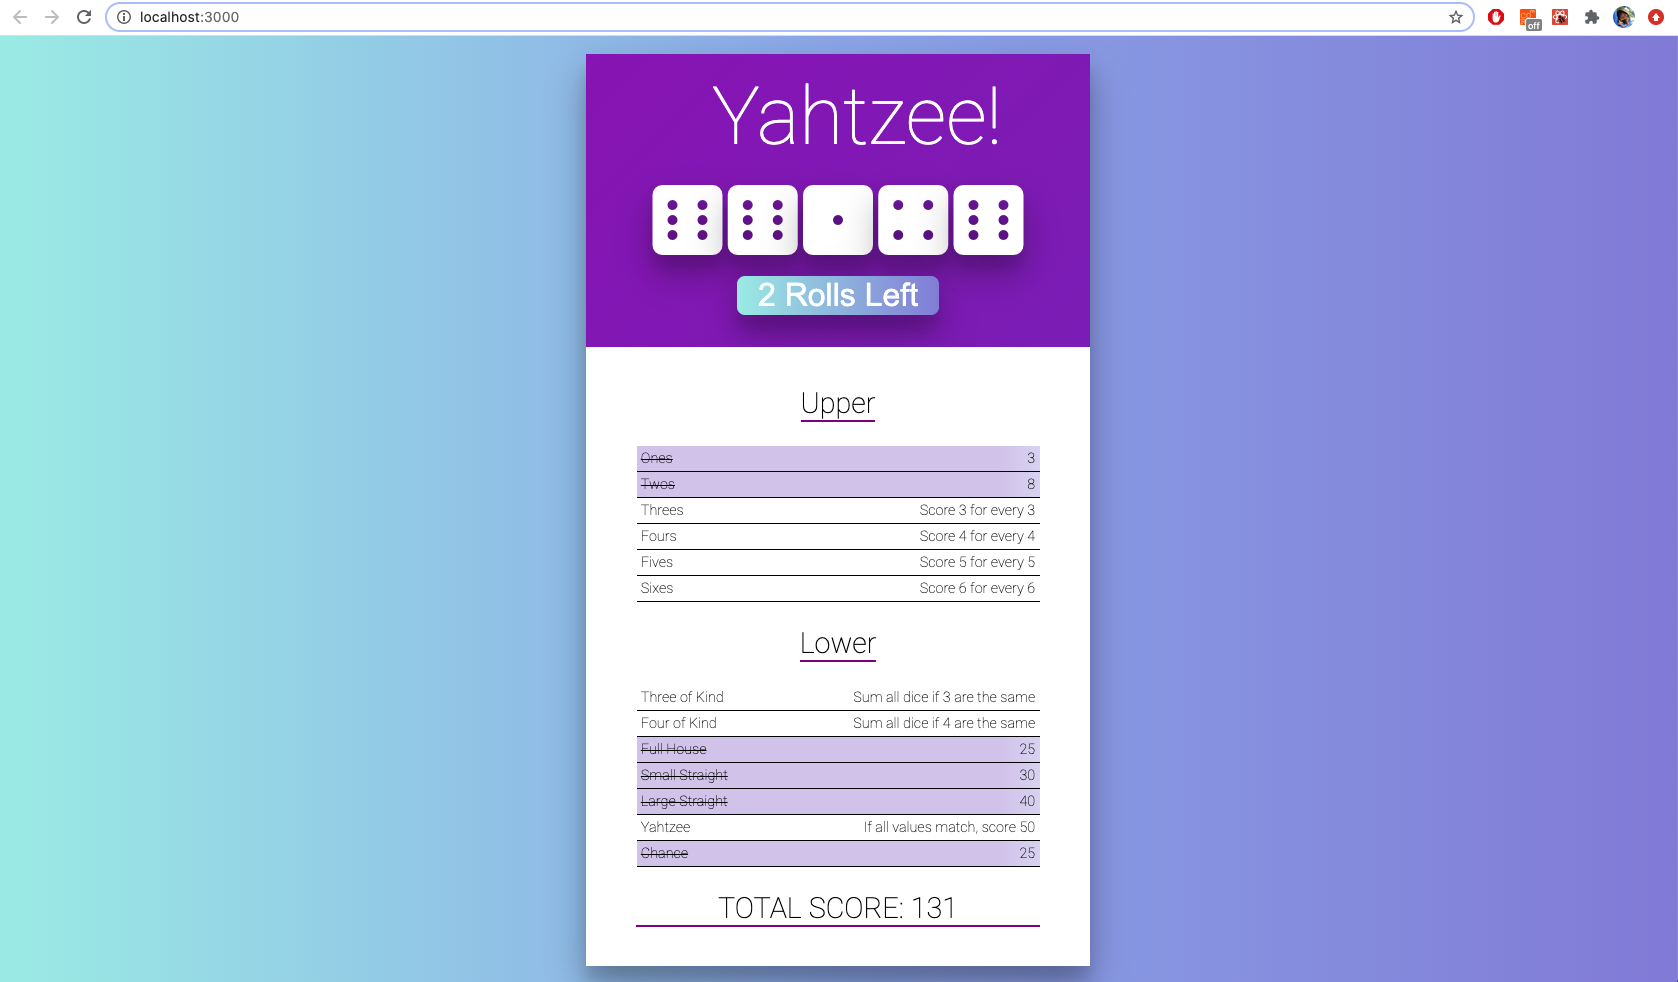 localhost:3000
off
Yahtzee!
2 Rolls Left
Upper
Ones 3
Twos 8
Threes Score 3 for every 3
Fours Score 4 for every 4
Fives Score 5 for every 5
Sixes Score 6 for every 6
Lower
Three of Kind Sum all dice if 3 are the same
Four of Kind Sum all dice if 4 are the same
Full House 25
Small Straight 30
Large Straight 40
Yahtzee If all values match, score 50
Chance 25
TOTAL SCORE: 131